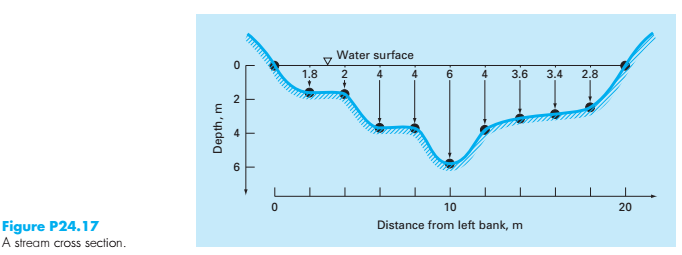 Water surface
0
1.8 2 4 4 6 4 3.6 3.4 2.8
2
4
6
Depth, m
0 10 20
Distance from left bank, m
Figure P24.17
A stream cross section.